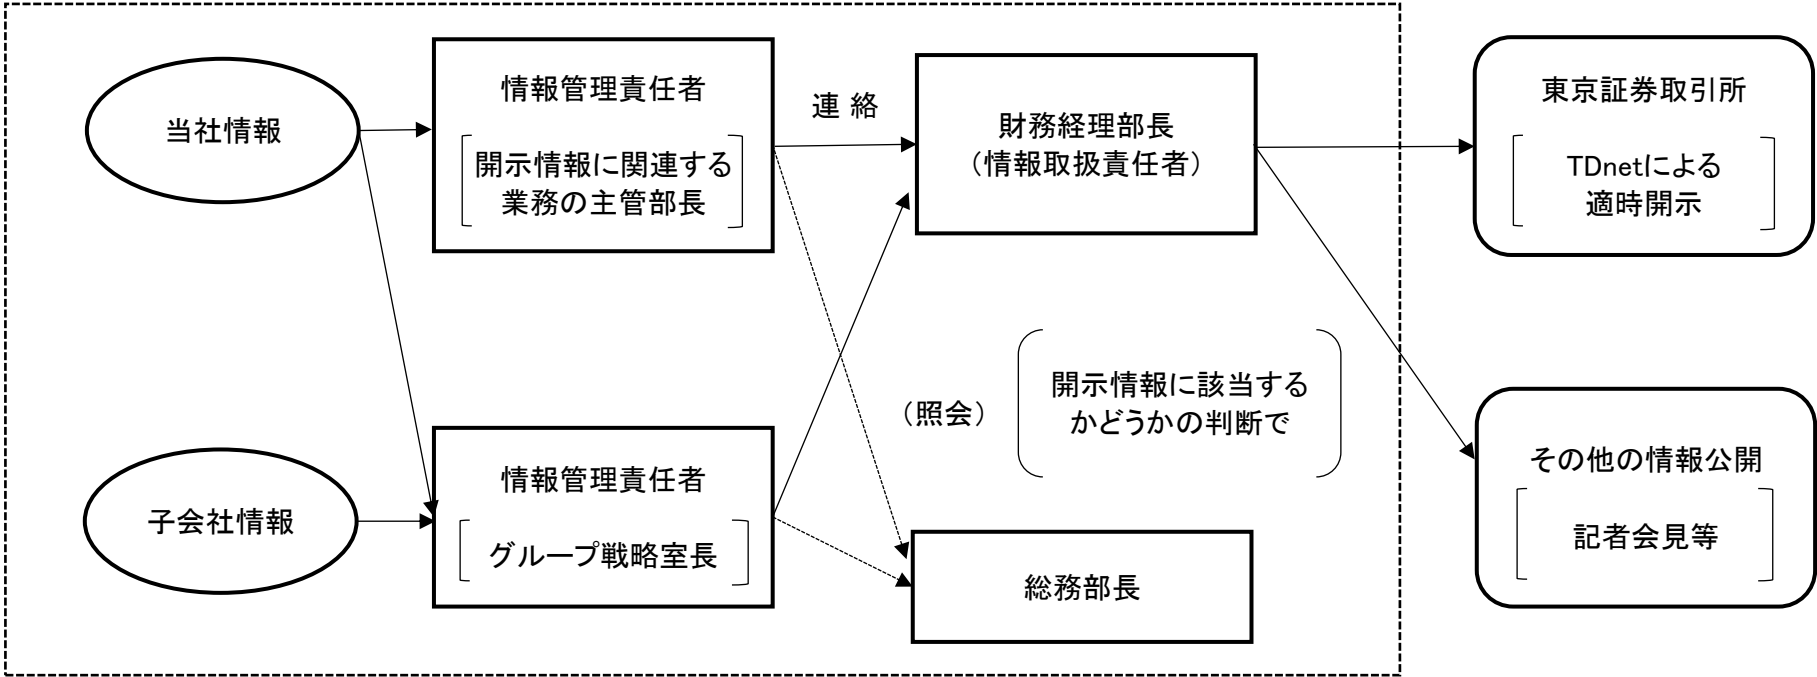 当社情報
情報管理責任者
開示情報に関連する
業務の主管部長
連 絡
財務経理部長
（情報取扱責任者）
東京証券取引所
TDnetによる
適時開示
子会社情報
情報管理責任者
グループ戦略室長
（照会）
開示情報に該当する
かどうかの判断で
総務部長
その他の情報公開
記者会見等